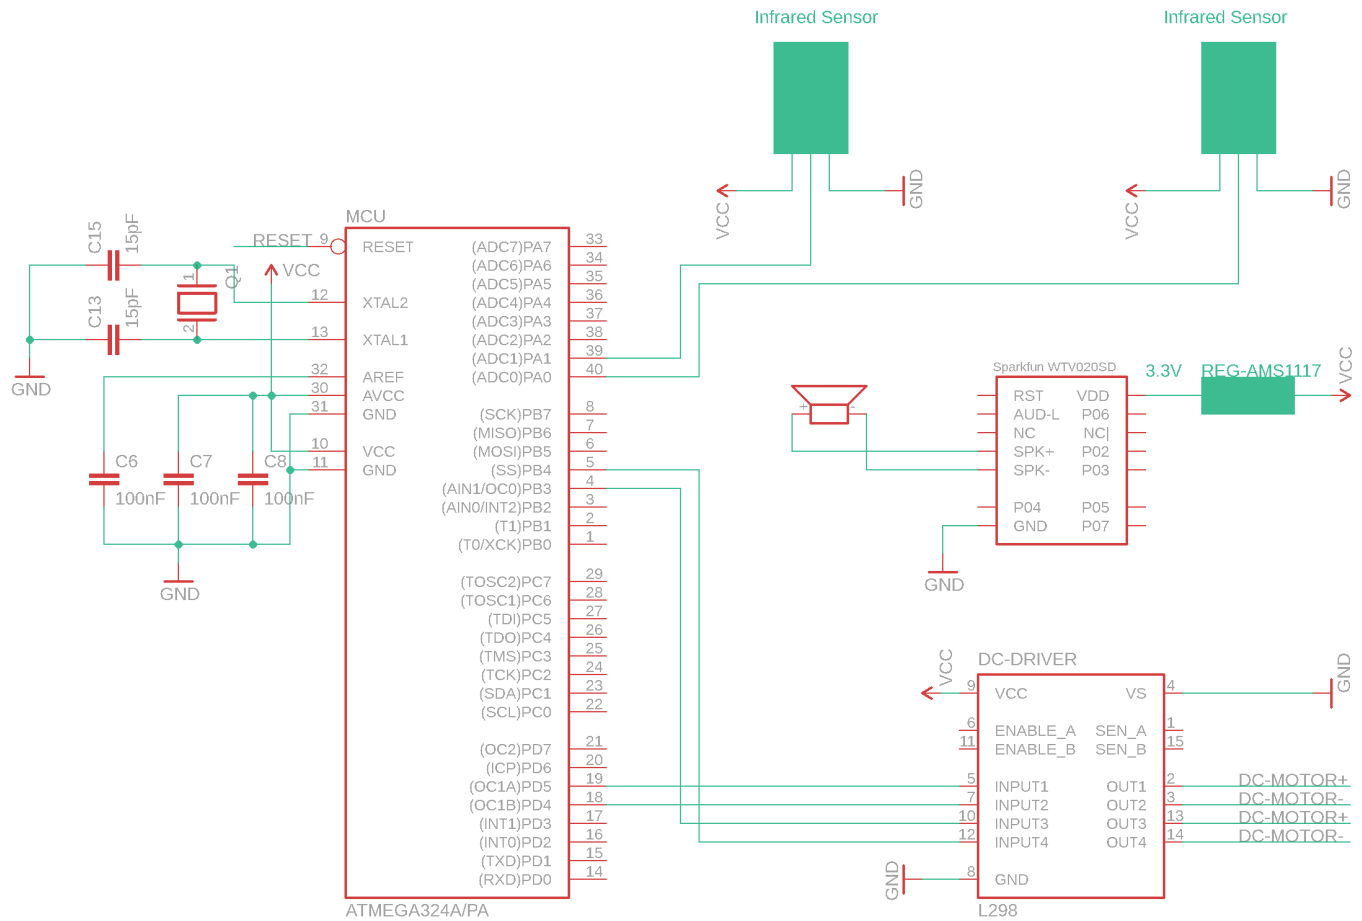 Infrared Sensor
Infrared Sensor
VCC
GND
VCC
GND
MCU
RESET 9
RESET
(ADC7)PA7 33
(ADC6)PA6 34
(ADC5)PA5 35
(ADC4)PA4 36
(ADC3)PA3 37
(ADC2)PA2 38
(ADC1)PA1 39
(ADC0)PA0 40
C15
15pF
C13
15pF
1
Q1
2
VCC
12 XTAL2
13 XTAL1
32 AREF
30 AVCC
31 GND
10 VCC
11 GND
GND
C6
100nF
C7
100nF
C8
100nF
GND
(SCK)PB7 8
(MISO)PB6 7
(MOSI)PB5 6
(SS)PB4 5
(AIN1/OC0)PB3 4
(AIN0/INT2)PB2 3
(T1)PB1 2
(T0/XCK)PB0 1
(TOSC2)PC7 29
(TOSC1)PC6 28
(TDI)PC5 27
(TDO)PC4 26
(TMS)PC3 25
(TCK)PC2 24
(SDA)PC1 23
(SCL)PC0 22
(OC2)PD7 21
(ICP)PD6 20
(OC1A)PD5 19
(OC1B)PD4 18
(INT1)PD3 17
(INT0)PD2 16
(TXD)PD1 15
(RXD)PD0 14
ATMEGA324A/PA
+ -
Sparkfun WTV020SD
3.3V
REG-AMS1117
VCC
RST VDD
AUD-L P06
NC NC|
SPK+ P02
SPK- P03
P04 P05
GND P07
GND
DC-DRIVER
VCC
GND
9 VCC VS 4
6 ENABLE_A SEN_A 1
11 ENABLE_B SEN_B 15
5 INPUT1 OUT1 2 DC-MOTOR+
7 INPUT2 OUT2 3 DC-MOTOR-
10 INPUT3 OUT3 13 DC-MOTOR+
12 INPUT4 OUT4 14 DC-MOTOR-
GND
8 GND
L298